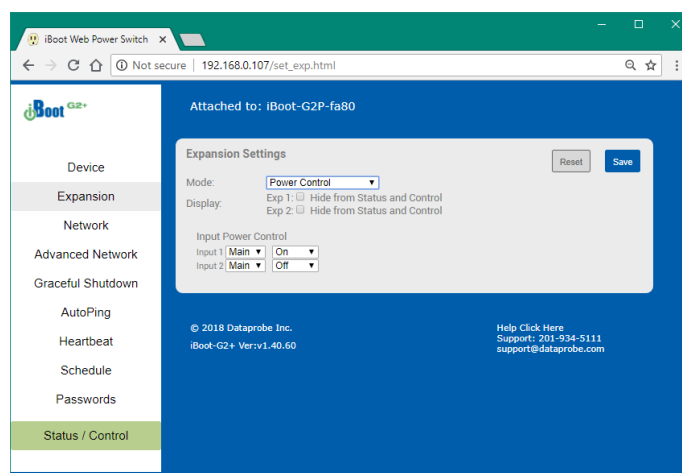 iBoot Web Power Switch
Not secure | 192.168.0.107/set_exp.html
iBoot G2+
Attached to: iBoot-G2P-fa80
Device
Expansion
Network
Advanced Network
Graceful Shutdown
AutoPing
Heartbeat
Schedule
Passwords
Status / Control
Expansion Settings
Reset
Save
Mode: Power Control
Display: Exp 1: Hide from Status and Control
Exp 2: Hide from Status and Control
Input Power Control
Input 1 Main On
Input 2 Main Off
© 2018 Dataprobe Inc.
iBoot-G2+ Ver:v1.40.60
Help Click Here
Support: 201-934-5111
support@dataprobe.com